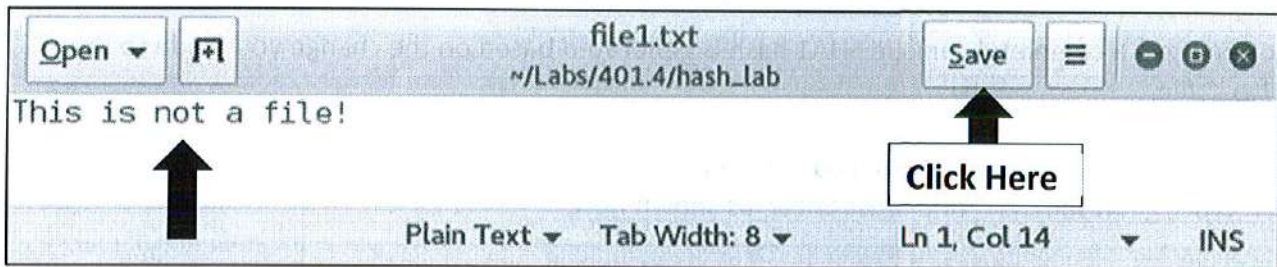 Open
file1.txt
~/Labs/401.4/hash_lab
Save
This is not a file!
Click Here
Plain Text
Tab Width: 8
Ln 1, Col 14
INS